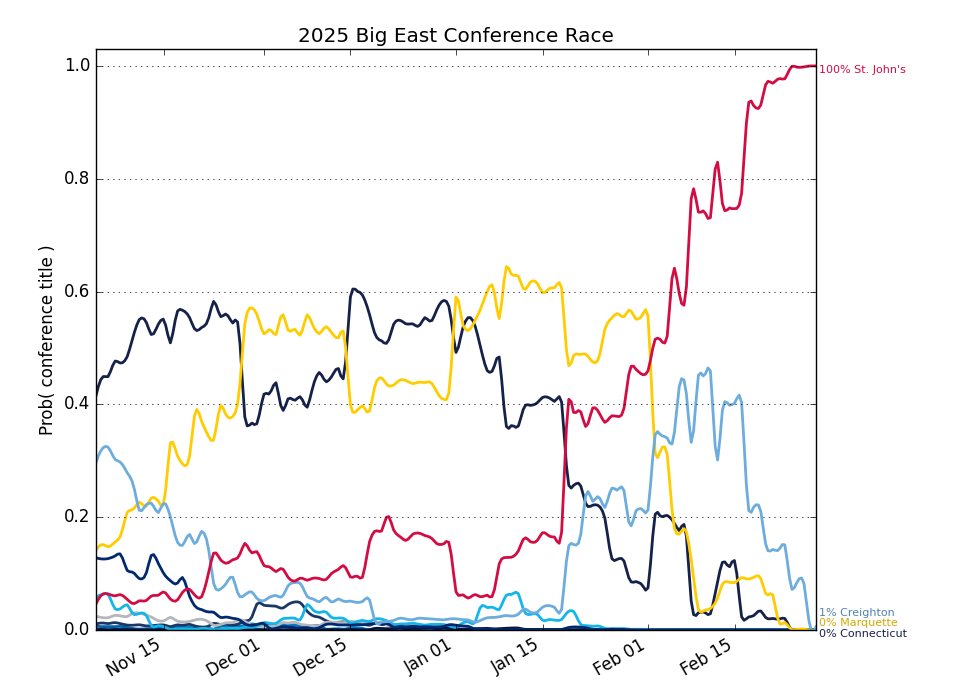 2025 Big East Conference Race
Prob( conference title )
1.0
0.8
0.6
0.4
0.2
0.0
Nov 15
Dec 01
Dec 15
Jan 01
Jan 15
Feb 01
Feb 15
100% St. John's
1% Creighton
0% Marquette
0% Connecticut